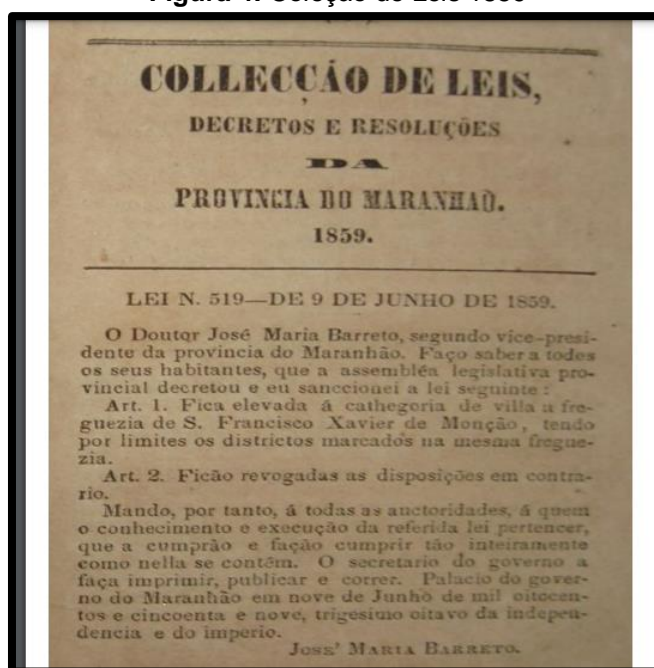 COLLECÇÃO DE LEIS,
DECRETOS E RESOLUÇÕES
DA
PROVINCIA DO MARANHAÕ.
1859.
LEI N. 519—DE 9 DE JUNHO DE 1859.
O Doutor José Maria Barreto, segundo vice-presi-
dente da provincia do Maranhão. Faço saber a todos
os seus habitantes, que a assembléa legislativa pro-
vincial decretou e eu sanccionei a lei seguinte :
Art. 1. Fica elevada á cathegoria de villa a fre-
guezia de S. Francisco Xavier de Monção, tendo
por limites os districtos marcados na mesma fregue-
zia.
Art. 2. Ficão revogadas as disposições em contra-
rio.
Mando, por tanto, á todas as auctoridades, á quem
o conhecimento e execução da referida lei pertencer,
que a cumprão e fação cumprir tão inteiramente
como nella se contêm. O secretario do governo a
faça imprimir, publicar e correr. Palacio do gover-
no do Maranhão em nove de Junho de mil oitocen-
tos e cincoenta e nove, trigesimo oitavo da indepen-
dencia e do imperio.
JOSE' MARIA BARRETO.